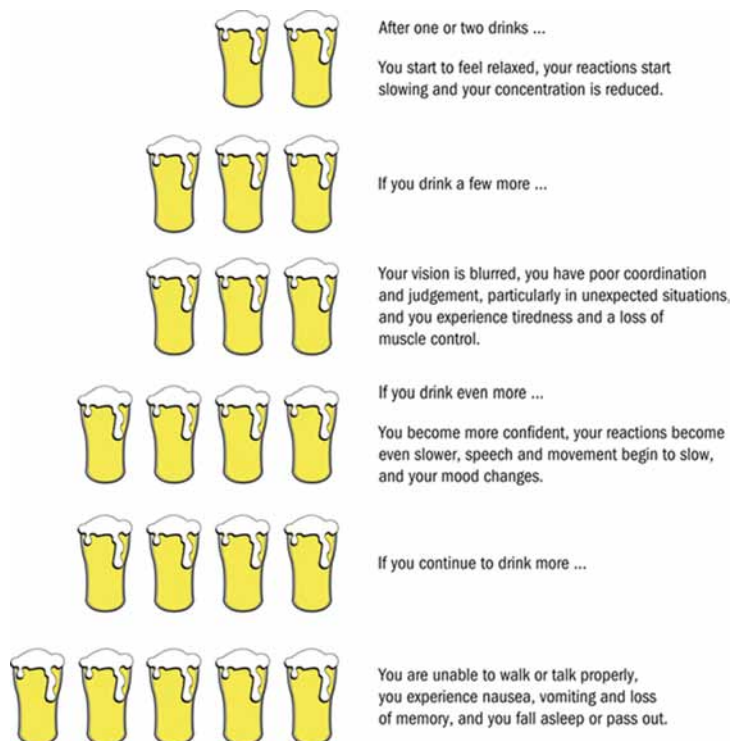 After one or two drinks ...
You start to feel relaxed, your reactions start
slowing and your concentration is reduced.
If you drink a few more ...
Your vision is blurred, you have poor coordination
and judgement, particularly in unexpected situations,
and you experience tiredness and a loss of
muscle control.
If you drink even more ...
You become more confident, your reactions become
even slower, speech and movement begin to slow,
and your mood changes.
If you continue to drink more ...
You are unable to walk or talk properly,
you experience nausea, vomiting and loss
of memory, and you fall asleep or pass out.